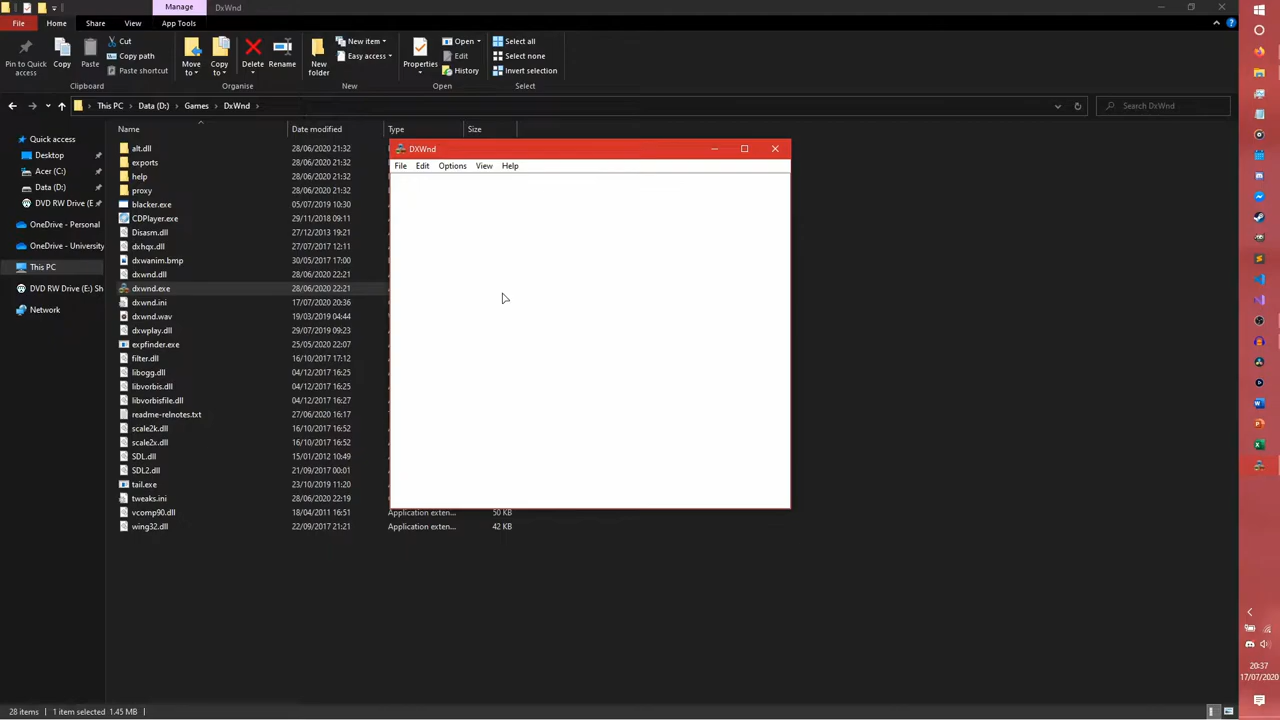 Manage
DxWnd
File
Home
Share
View
App Tools
Pin to Quick
access
Copy
Paste
Cut
Copy path
Paste shortcut
Clipboard
Move
to
Copy
to
Delete
Rename
Organise
New
folder
New item
Easy access
New
Properties
Open
Edit
History
Open
Select all
Select none
Invert selection
Select
This PC
Data (D:)
Games
DxWnd
Search DxWnd
Quick access
Desktop
Acer (C:)
Data (D:)
DVD RW Drive (E
OneDrive - Personal
OneDrive - University
This PC
DVD RW Drive (E:) Sh
Network
Name
Date modified
Type
Size
alt.dll 28/06/2020 21:32
exports 28/06/2020 21:32
help 28/06/2020 21:32
proxy 28/06/2020 21:32
blacker.exe 05/07/2019 10:30
CDPlayer.exe 29/11/2018 09:11
Disasm.dll 27/12/2013 19:21
dxhqx.dll 27/07/2017 12:11
dxwanim.bmp 30/05/2017 17:00
dxwnd.dll 28/06/2020 22:21
dxwnd.exe 28/06/2020 22:21
dxwnd.ini 17/07/2020 20:36
dxwnd.wav 19/03/2019 04:44
dxwplay.dll 29/07/2019 09:23
expfinder.exe 25/05/2020 22:07
filter.dll 16/10/2017 17:12
libogg.dll 04/12/2017 16:25
libvorbis.dll 04/12/2017 16:25
libvorbisfile.dll 04/12/2017 16:27
readme-relnotes.txt 27/06/2020 16:17
scale2k.dll 16/10/2017 16:52
scale2x.dll 16/10/2017 16:52
SDL.dll 15/01/2012 10:49
SDL2.dll 21/09/2017 00:01
tail.exe 23/10/2019 11:20
tweaks.ini 28/06/2020 22:19
vcomp90.dll 18/04/2011 16:51 Application exten... 50 KB
wing32.dll 22/09/2017 21:21 Application exten... 42 KB
DXWnd
File Edit Options View Help
28 items
1 item selected 1.45 MB
20:37
17/07/2020